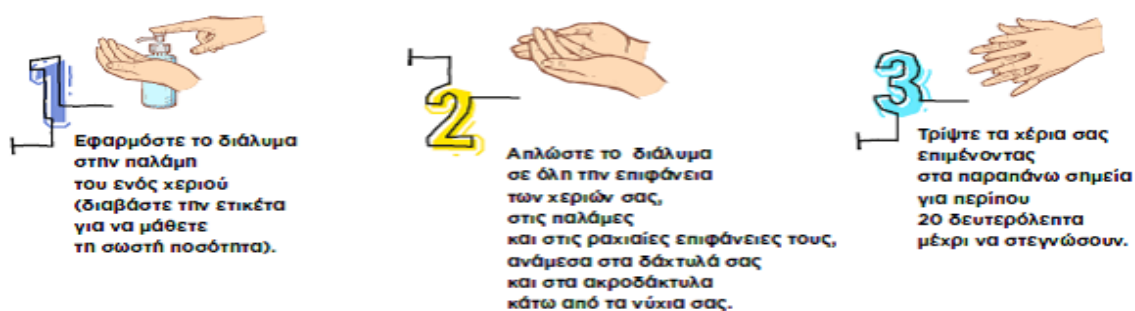 1
Εφαρμόστε το διάλυμα
στην παλάμη
του ενός χεριού
(διαβάστε την ετικέτα
για να μάθετε
τη σωστή ποσότητα).
2
Απλώστε το διάλυμα
σε όλη την επιφάνεια
των χεριών σας,
στις παλάμες
και στις ραχιαίες επιφάνειες τους,
ανάμεσα στα δάχτυλά σας
και στα ακροδάκτυλα
κάτω από τα νύχια σας.
3
Τρίψτε τα χέρια σας
επιμένοντας
στα παραπάνω σημεία
για περίπου
20 δευτερόλεπτα
μέχρι να στεγνώσουν.